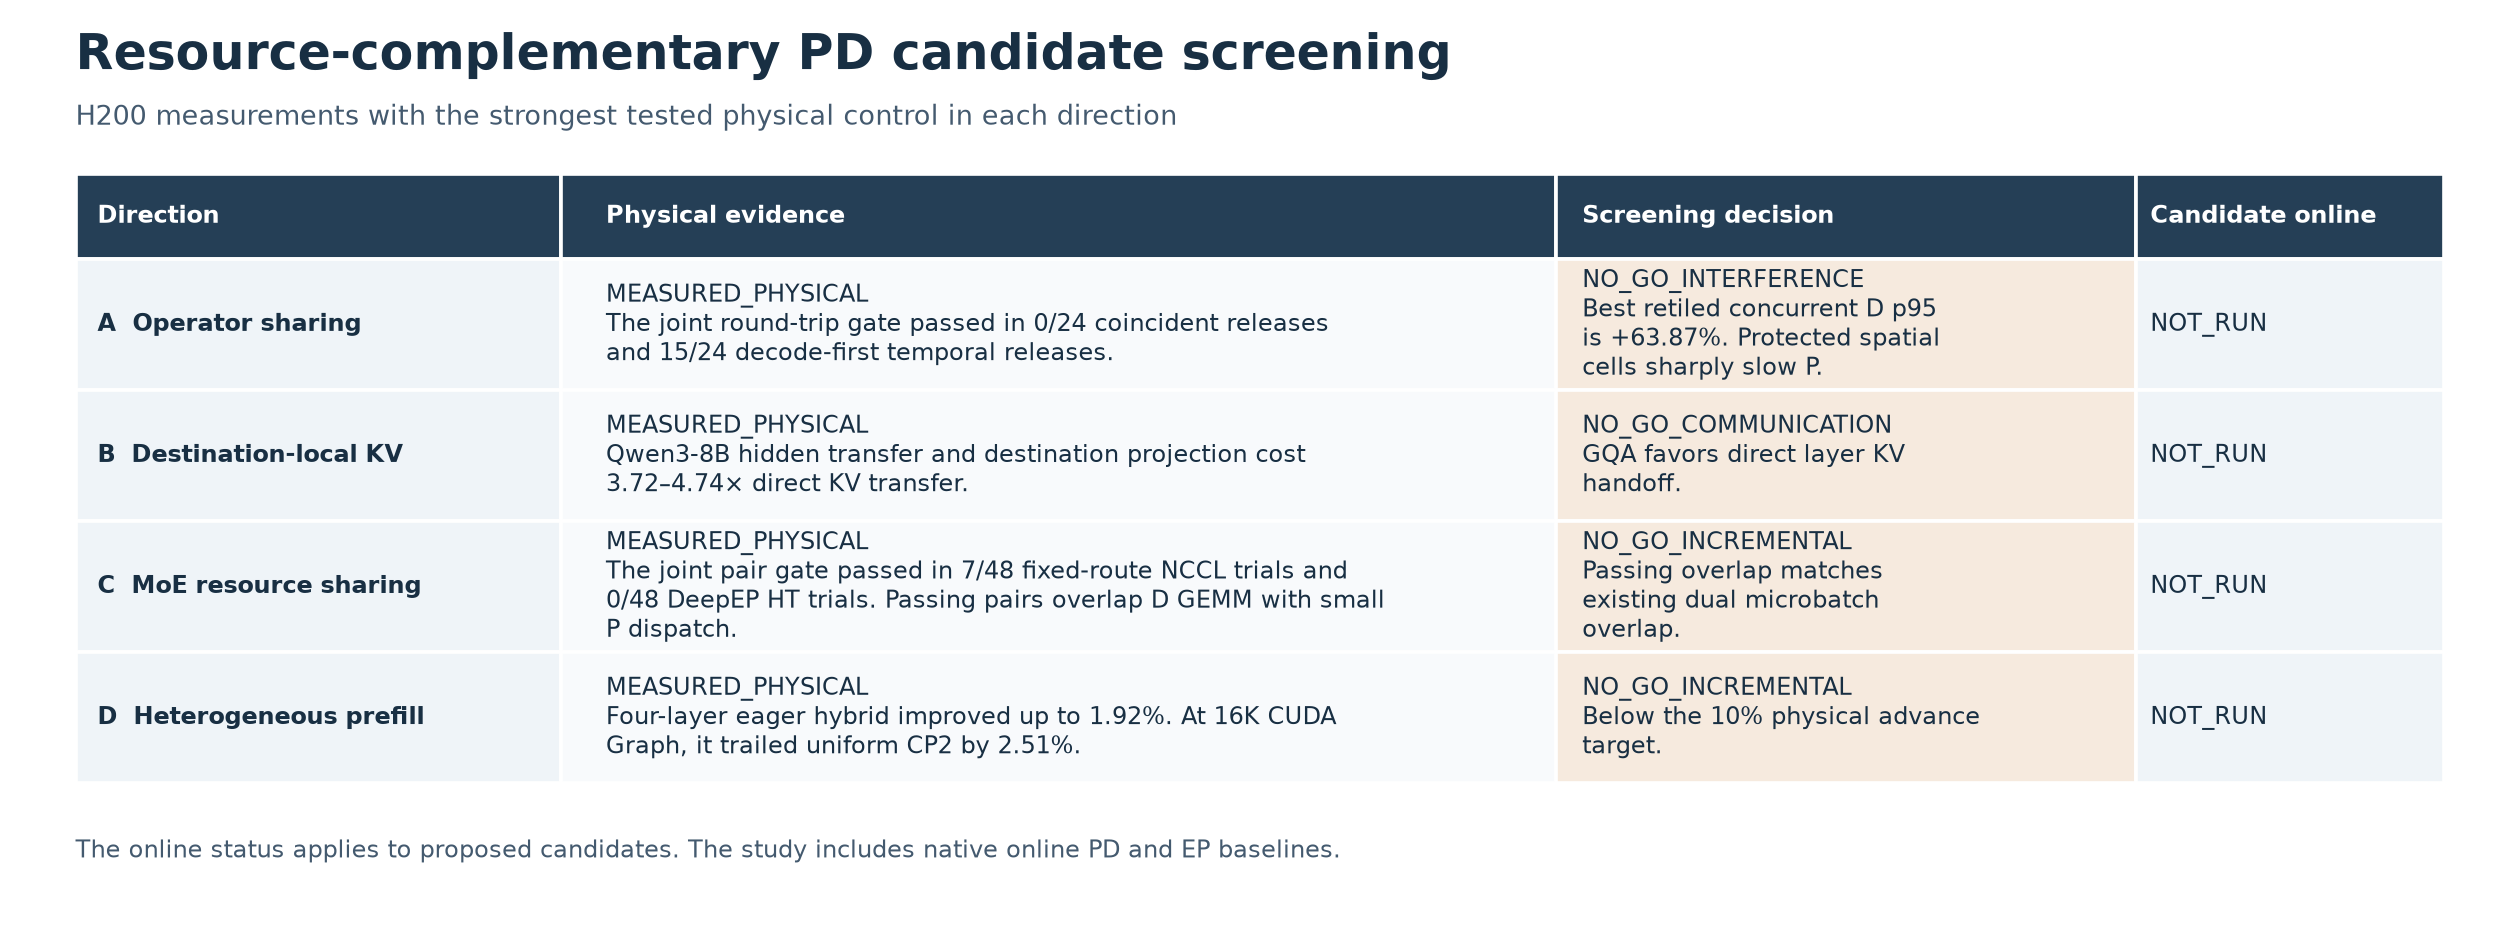 Resource-complementary PD candidate screening
H200 measurements with the strongest tested physical control in each direction
Direction
Physical evidence
Screening decision
Candidate online
A Operator sharing
MEASURED_PHYSICAL
The joint round-trip gate passed in 0/24 coincident releases
and 15/24 decode-first temporal releases.
NO_GO_INTERFERENCE
Best retiled concurrent D p95
is +63.87%. Protected spatial
cells sharply slow P.
NOT_RUN
B Destination-local KV
MEASURED_PHYSICAL
Qwen3-8B hidden transfer and destination projection cost
3.72–4.74× direct KV transfer.
NO_GO_COMMUNICATION
GQA favors direct layer KV
handoff.
NOT_RUN
C MoE resource sharing
MEASURED_PHYSICAL
The joint pair gate passed in 7/48 fixed-route NCCL trials and
0/48 DeepEP HT trials. Passing pairs overlap D GEMM with small
P dispatch.
NO_GO_INCREMENTAL
Passing overlap matches
existing dual microbatch
overlap.
NOT_RUN
D Heterogeneous prefill
MEASURED_PHYSICAL
Four-layer eager hybrid improved up to 1.92%. At 16K CUDA
Graph, it trailed uniform CP2 by 2.51%.
NO_GO_INCREMENTAL
Below the 10% physical advance
target.
NOT_RUN
The online status applies to proposed candidates. The study includes native online PD and EP baselines.